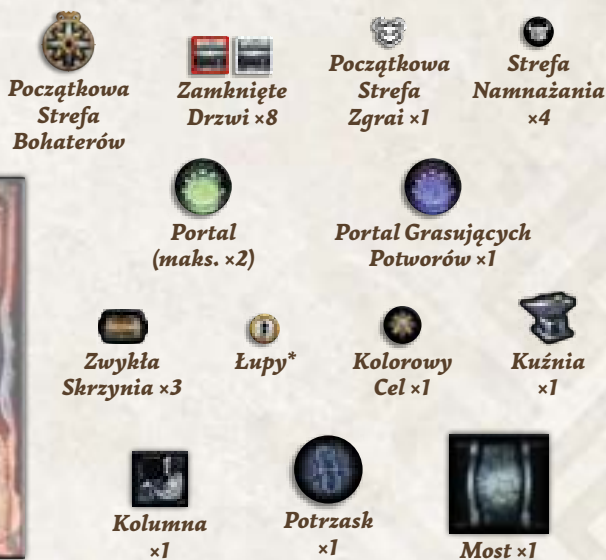 Początkowa
Strefa
Bohaterów
Zamknięte
Drzwi ×8
Początkowa
Strefa
Zgrai ×1
Strefa
Namnażania
×4
Portal
(maks. ×2)
Portal Grasujących
Potworów ×1
Zwykła
Skrzynia ×3
Łupy*
Kolorowy
Cel ×1
Kuźnia
×1
Kolumna
×1
Potrzask
×1
Most ×1